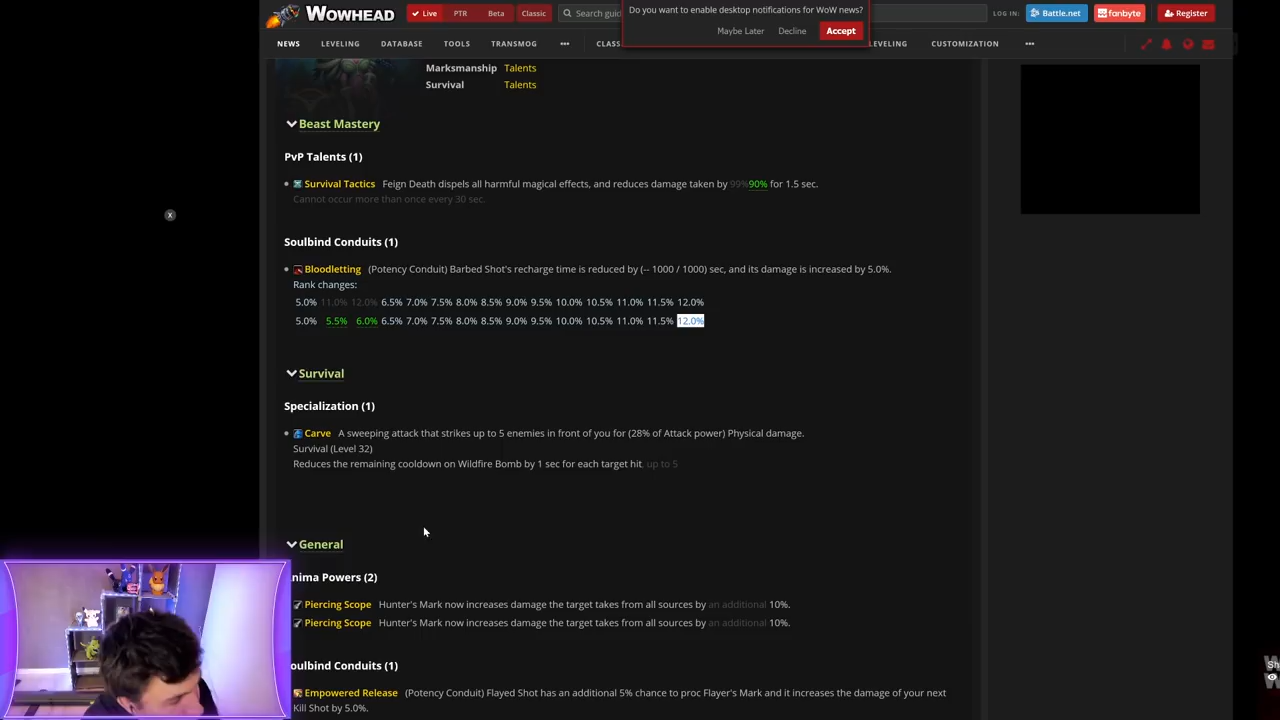 Do you want to enable desktop notifications for WoW news?
Maybe Later Decline Accept
WOWHEAD Live PTR Beta Classic Search guid LOG IN: Battle.net fanbyte Register
NEWS LEVELING DATABASE TOOLS TRANSMOG ••• CLASS LEVELING CUSTOMIZATION •••
Marksmanship Talents
Survival Talents
Beast Mastery
PvP Talents (1)
Survival Tactics Feign Death dispels all harmful magical effects, and reduces damage taken by 99%90% for 1.5 sec.
Cannot occur more than once every 30 sec.
X
Soulbind Conduits (1)
Bloodletting (Potency Conduit) Barbed Shot's recharge time is reduced by (-- 1000 / 1000) sec, and its damage is increased by 5.0%.
Rank changes:
5.0% 11.0% 12.0% 6.5% 7.0% 7.5% 8.0% 8.5% 9.0% 9.5% 10.0% 10.5% 11.0% 11.5% 12.0%
5.0% 5.5% 6.0% 6.5% 7.0% 7.5% 8.0% 8.5% 9.0% 9.5% 10.0% 10.5% 11.0% 11.5% 12.0%
Survival
Specialization (1)
Carve A sweeping attack that strikes up to 5 enemies in front of you for (28% of Attack power) Physical damage.
Survival (Level 32)
Reduces the remaining cooldown on Wildfire Bomb by 1 sec for each target hit, up to 5
General
nima Powers (2)
Piercing Scope Hunter's Mark now increases damage the target takes from all sources by an additional 10%.
Piercing Scope Hunter's Mark now increases damage the target takes from all sources by an additional 10%.
oulbind Conduits (1)
Empowered Release (Potency Conduit) Flayed Shot has an additional 5% chance to proc Flayer's Mark and it increases the damage of your next
Kill Shot by 5.0%.